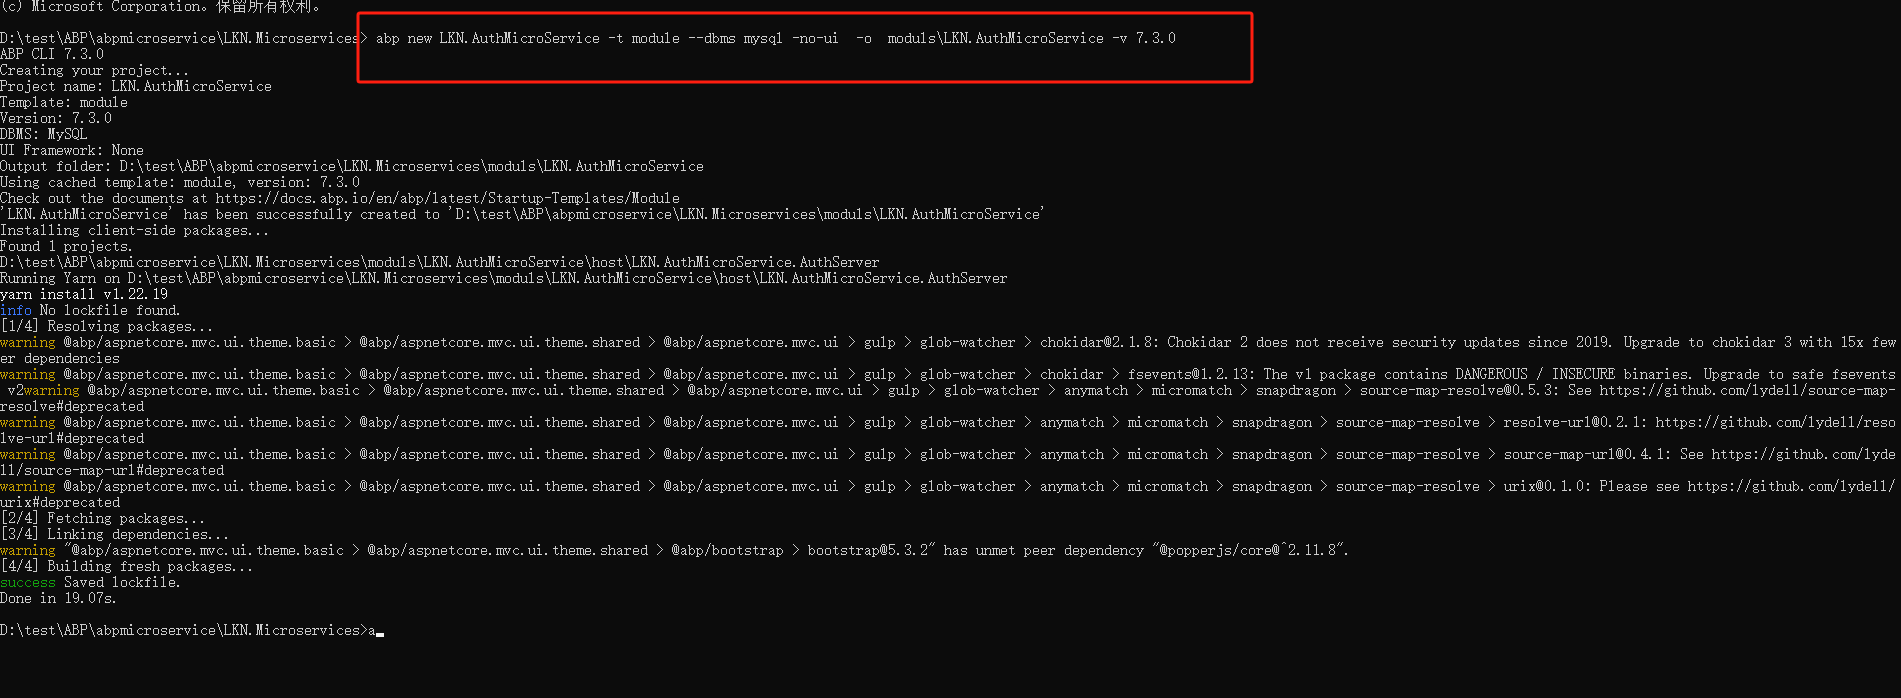 (c) Microsoft Corporation。保留所有权利。
D:\test\ABP\abpmicroservice\LKN.Microservices> abp new LKN.AuthMicroService -t module --dbms mysql -no-ui  -o  moduls\LKN.AuthMicroService -v 7.3.0
ABP CLI 7.3.0
Creating your project...
Project name: LKN.AuthMicroService
Template: module
Version: 7.3.0
DBMS: MySQL
UI Framework: None
Output folder: D:\test\ABP\abpmicroservice\LKN.Microservices\moduls\LKN.AuthMicroService
Using cached template: module, version: 7.3.0
Check out the documents at https://docs.abp.io/en/abp/latest/Startup-Templates/Module
'LKN.AuthMicroService' has been successfully created to 'D:\test\ABP\abpmicroservice\LKN.Microservices\moduls\LKN.AuthMicroService'
Installing client-side packages...
Found 1 projects.
D:\test\ABP\abpmicroservice\LKN.Microservices\moduls\LKN.AuthMicroService\host\LKN.AuthMicroService.AuthServer
Running Yarn on D:\test\ABP\abpmicroservice\LKN.Microservices\moduls\LKN.AuthMicroService\host\LKN.AuthMicroService.AuthServer
yarn install v1.22.19
info No lockfile found.
[1/4] Resolving packages...
warning @abp/aspnetcore.mvc.ui.theme.basic > @abp/aspnetcore.mvc.ui.theme.shared > @abp/aspnetcore.mvc.ui > gulp > glob-watcher > chokidar@2.1.8: Chokidar 2 does not receive security updates since 2019. Upgrade to chokidar 3 with 15x few
er dependencies
warning @abp/aspnetcore.mvc.ui.theme.basic > @abp/aspnetcore.mvc.ui.theme.shared > @abp/aspnetcore.mvc.ui > gulp > glob-watcher > chokidar > fsevents@1.2.13: The v1 package contains DANGEROUS / INSECURE binaries. Upgrade to safe fsevents
v2warning @abp/aspnetcore.mvc.ui.theme.basic > @abp/aspnetcore.mvc.ui.theme.shared > @abp/aspnetcore.mvc.ui > gulp > glob-watcher > anymatch > micromatch > snapdragon > source-map-resolve@0.5.3: See https://github.com/lydell/source-map-
resolve#deprecated
warning @abp/aspnetcore.mvc.ui.theme.basic > @abp/aspnetcore.mvc.ui.theme.shared > @abp/aspnetcore.mvc.ui > gulp > glob-watcher > anymatch > micromatch > snapdragon > source-map-resolve > resolve-url@0.2.1: https://github.com/lydell/reso
lve-url#deprecated
warning @abp/aspnetcore.mvc.ui.theme.basic > @abp/aspnetcore.mvc.ui.theme.shared > @abp/aspnetcore.mvc.ui > gulp > glob-watcher > anymatch > micromatch > snapdragon > source-map-resolve > source-map-url@0.4.1: See https://github.com/lyde
ll/source-map-url#deprecated
warning @abp/aspnetcore.mvc.ui.theme.basic > @abp/aspnetcore.mvc.ui.theme.shared > @abp/aspnetcore.mvc.ui > gulp > glob-watcher > anymatch > micromatch > snapdragon > source-map-resolve > urix@0.1.0: Please see https://github.com/lydell/
urix#deprecated
[2/4] Fetching packages...
[3/4] Linking dependencies...
warning "@abp/aspnetcore.mvc.ui.theme.basic > @abp/aspnetcore.mvc.ui.theme.shared > @abp/bootstrap > bootstrap@5.3.2" has unmet peer dependency "@popperjs/core@^2.11.8".
[4/4] Building fresh packages...
success Saved lockfile.
Done in 19.07s.
D:\test\ABP\abpmicroservice\LKN.Microservices>a